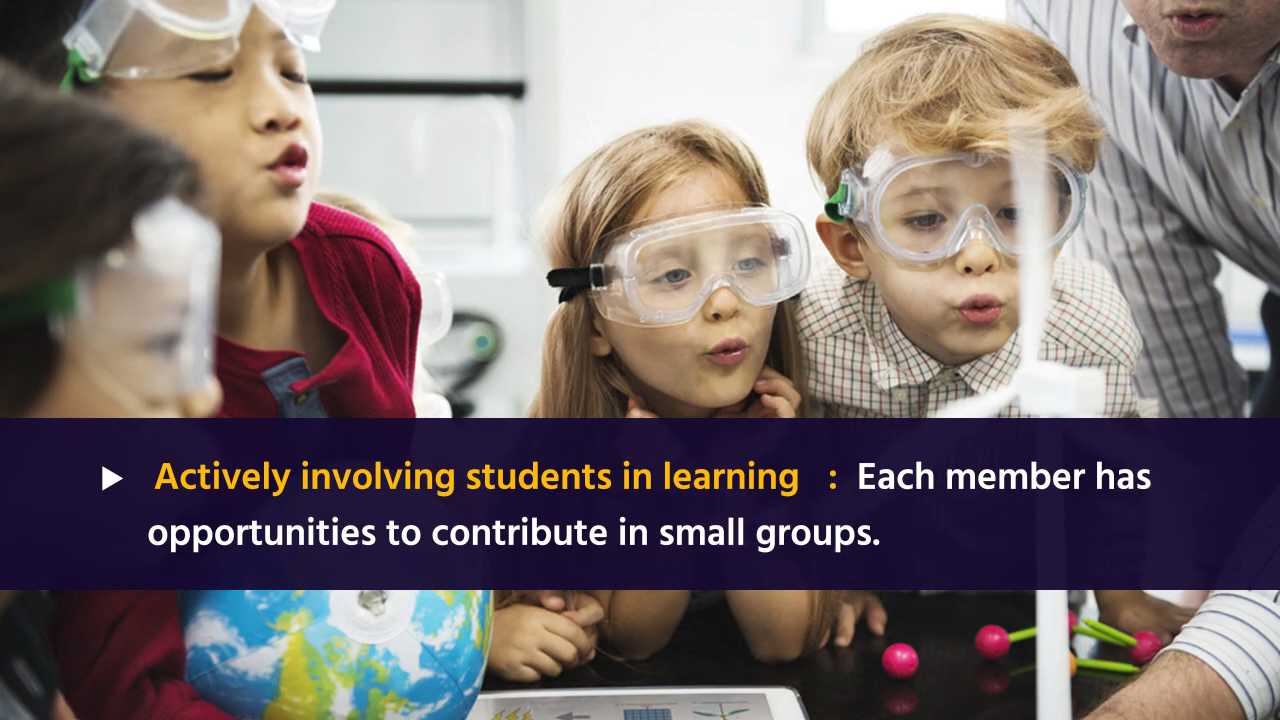 ▶ Actively involving students in learning : Each member has
opportunities to contribute in small groups.